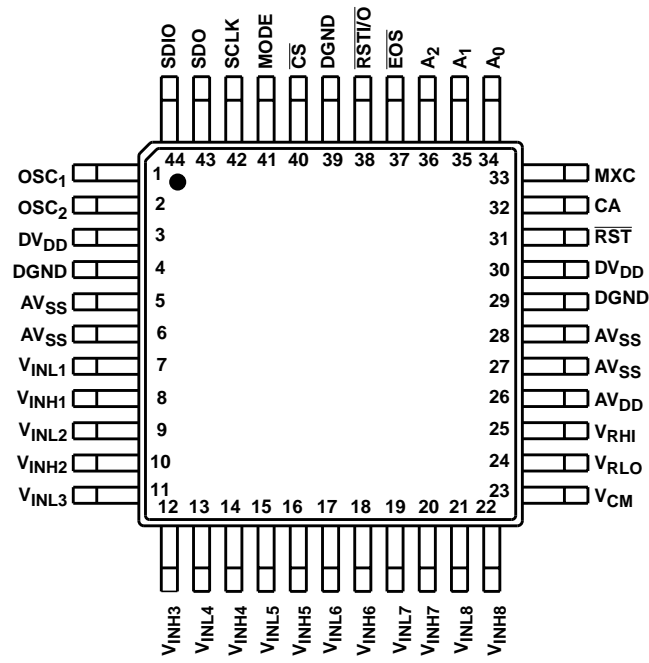 SDIO SDO SCLK MODE C̅S̅ DGND R̅S̅T̅I̅/̅O̅ E̅O̅S̅ A2 A1 A0
44 43 42 41 40 39 38 37 36 35 34
OSC1 1 33 MXC
OSC2 2 32 CA
DVDD 3 31 R̅S̅T̅
DGND 4 30 DVDD
AVSS 5 29 DGND
AVSS 6 28 AVSS
VINL1 7 27 AVSS
VINH1 8 26 AVDD
VINL2 9 25 VRHI
VINH2 10 24 VRLO
VINL3 11 23 VCM
12 13 14 15 16 17 18 19 20 21 22
VINH3 VINL4 VINH4 VINL5 VINH5 VINL6 VINH6 VINL7 VINH7 VINL8 VINH8